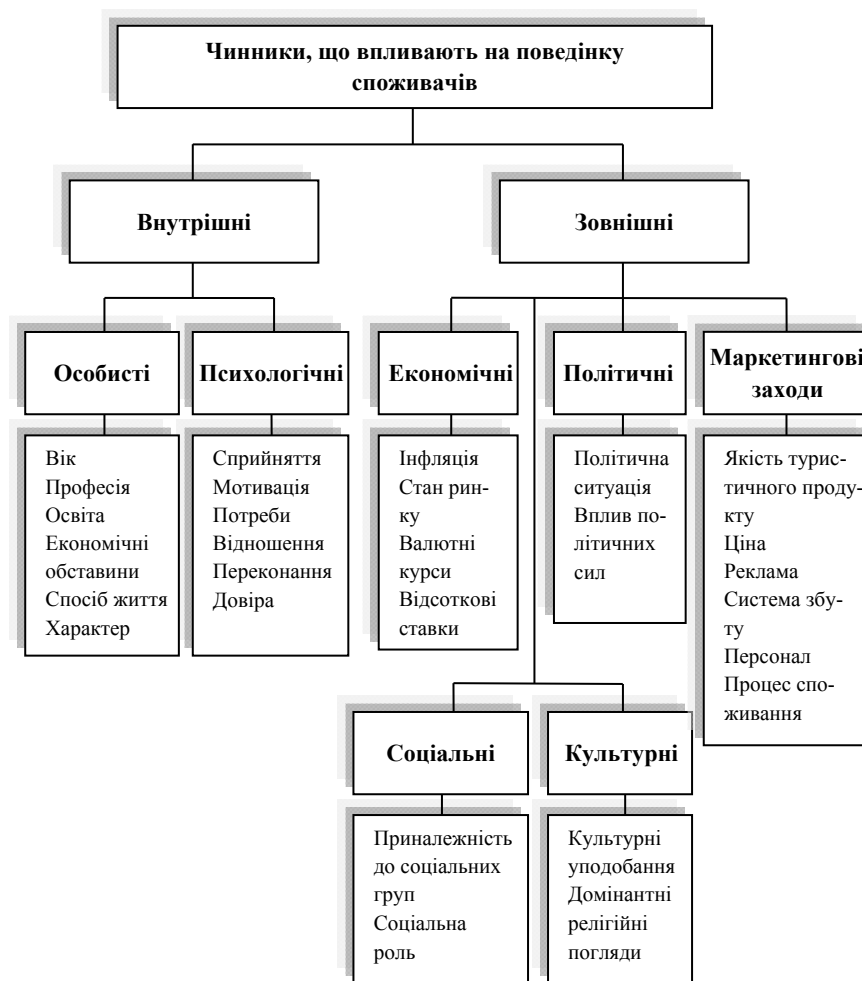 Чинники, що впливають на поведінку
споживачів
Внутрішні
Зовнішні
Особисті
Психологічні
Економічні
Політичні
Маркетингові
заходи
Вік
Професія
Освіта
Економічні
обставини
Спосіб життя
Характер
Сприйняття
Мотивація
Потреби
Відношення
Переконання
Довіра
Інфляція
Стан рин-
ку
Валютні
курси
Відсоткові
ставки
Політична
ситуація
Вплив по-
літичних
сил
Якість турис-
тичного проду-
кту
Ціна
Реклама
Система збу-
ту
Персонал
Процес спо-
живання
Соціальні
Культурні
Приналежність
до соціальних
груп
Соціальна
роль
Культурні
уподобання
Домінантні
релігійні
погляди